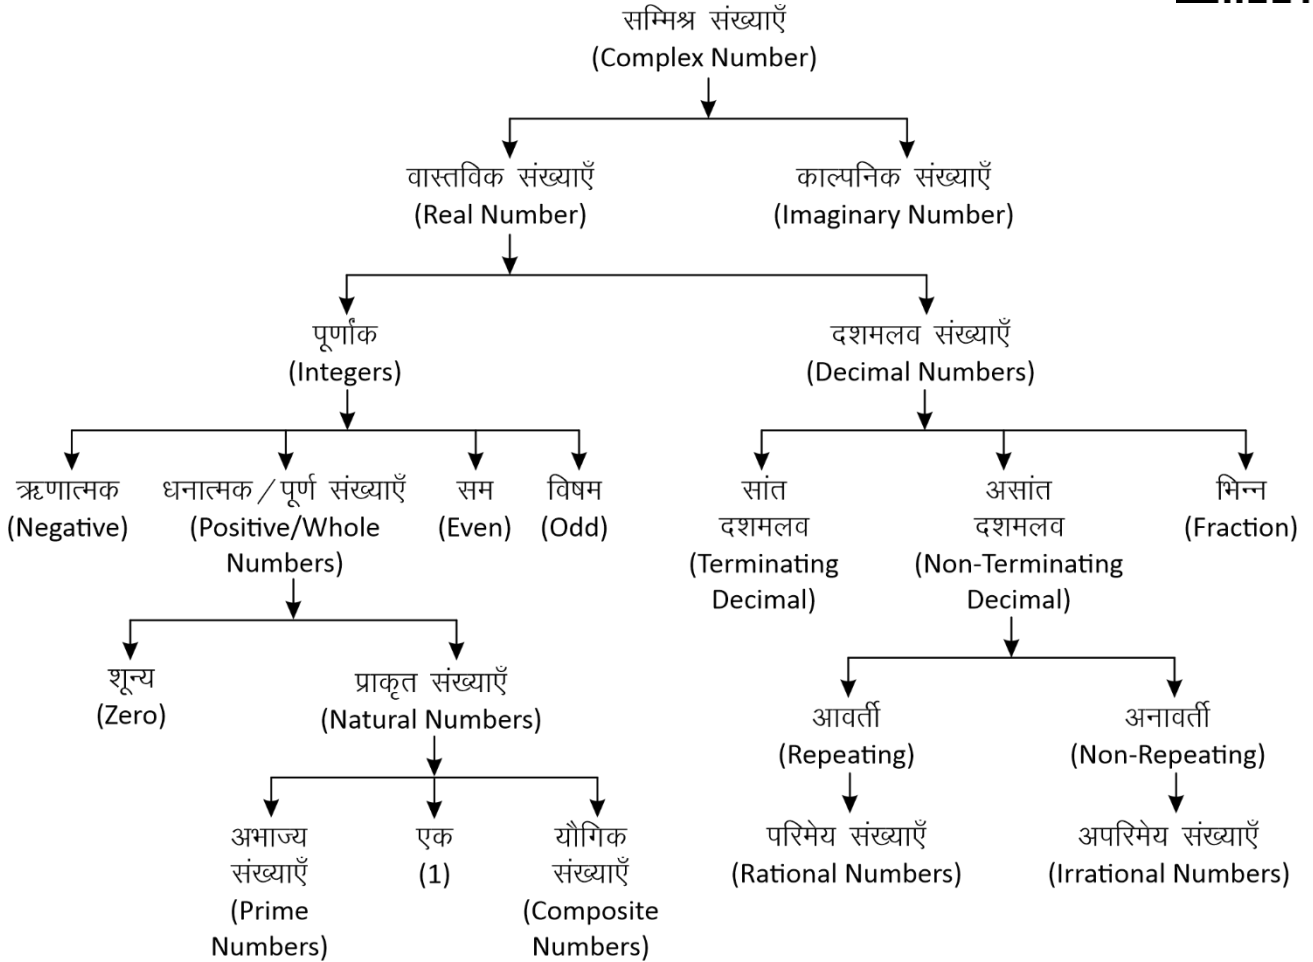 सम्मिश्र संख्याएँ
(Complex Number)
वास्तविक संख्याएँ
(Real Number)
काल्पनिक संख्याएँ
(Imaginary Number)
पूर्णांक
(Integers)
दशमलव संख्याएँ
(Decimal Numbers)
ऋणात्मक
(Negative)
धनात्मक / पूर्ण संख्याएँ
(Positive/Whole
Numbers)
सम
(Even)
विषम
(Odd)
सांत
दशमलव
(Terminating
Decimal)
असांत
दशमलव
(Non-Terminating
Decimal)
भिन्न
(Fraction)
शून्य
(Zero)
प्राकृत संख्याएँ
(Natural Numbers)
आवर्ती
(Repeating)
अनावर्ती
(Non-Repeating)
अभाज्य
संख्याएँ
(Prime
Numbers)
एक
(1)
यौगिक
संख्याएँ
(Composite
Numbers)
परिमेय संख्याएँ
(Rational Numbers)
अपरिमेय संख्याएँ
(Irrational Numbers)